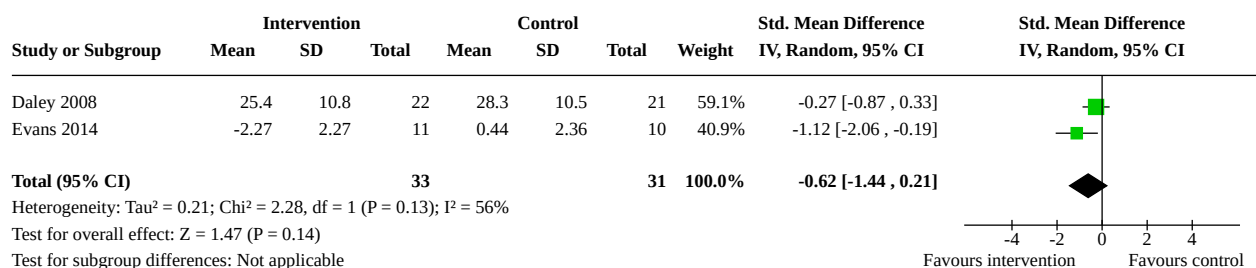 Intervention Control Std. Mean Difference Std. Mean Difference
Study or Subgroup Mean SD Total Mean SD Total Weight IV, Random, 95% CI IV, Random, 95% CI
Daley 2008 25.4 10.8 22 28.3 10.5 21 59.1% -0.27 [-0.87 , 0.33]
Evans 2014 -2.27 2.27 11 0.44 2.36 10 40.9% -1.12 [-2.06 , -0.19]
Total (95% CI) 33 31 100.0% -0.62 [-1.44 , 0.21]
Heterogeneity: Tau² = 0.21; Chi² = 2.28, df = 1 (P = 0.13); I² = 56%
Test for overall effect: Z = 1.47 (P = 0.14)
Test for subgroup differences: Not applicable
-4 -2 0 2 4
Favours intervention Favours control